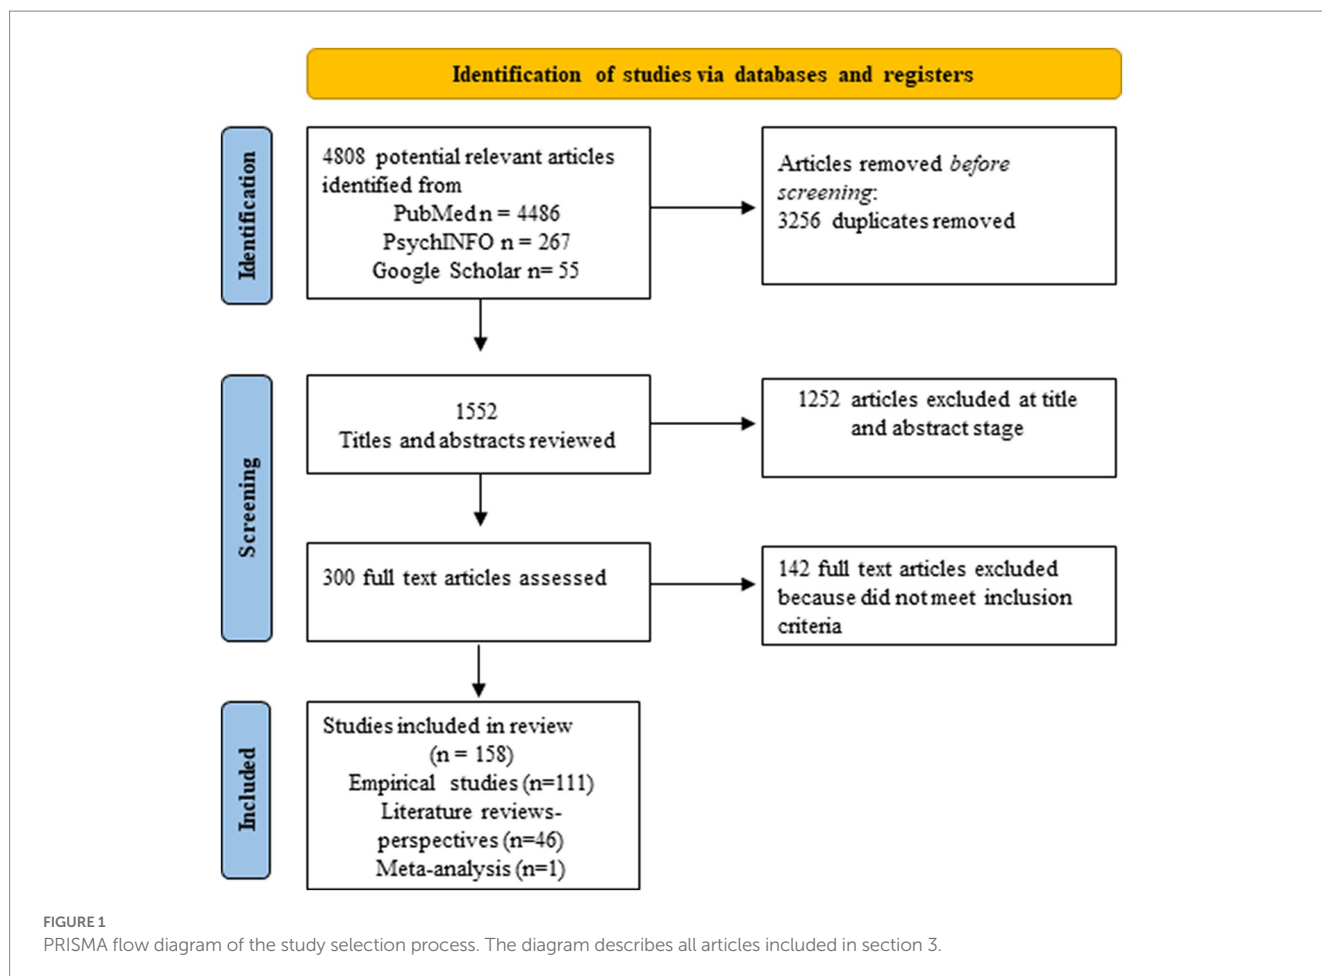 Identification of studies via databases and registers
Identification
4808 potential relevant articles
identified from
PubMed n = 4486
PsychINFO n = 267
Google Scholar n= 55
Articles removed before
screening:
3256 duplicates removed
Screening
1552
Titles and abstracts reviewed
1252 articles excluded at title
and abstract stage
300 full text articles assessed
142 full text articles excluded
because did not meet inclusion
criteria
Included
Studies included in review
(n = 158)
Empirical studies (n=111)
Literature reviews-
perspectives (n=46)
Meta-analysis (n=1)
FIGURE 1
PRISMA flow diagram of the study selection process. The diagram describes all articles included in section 3.